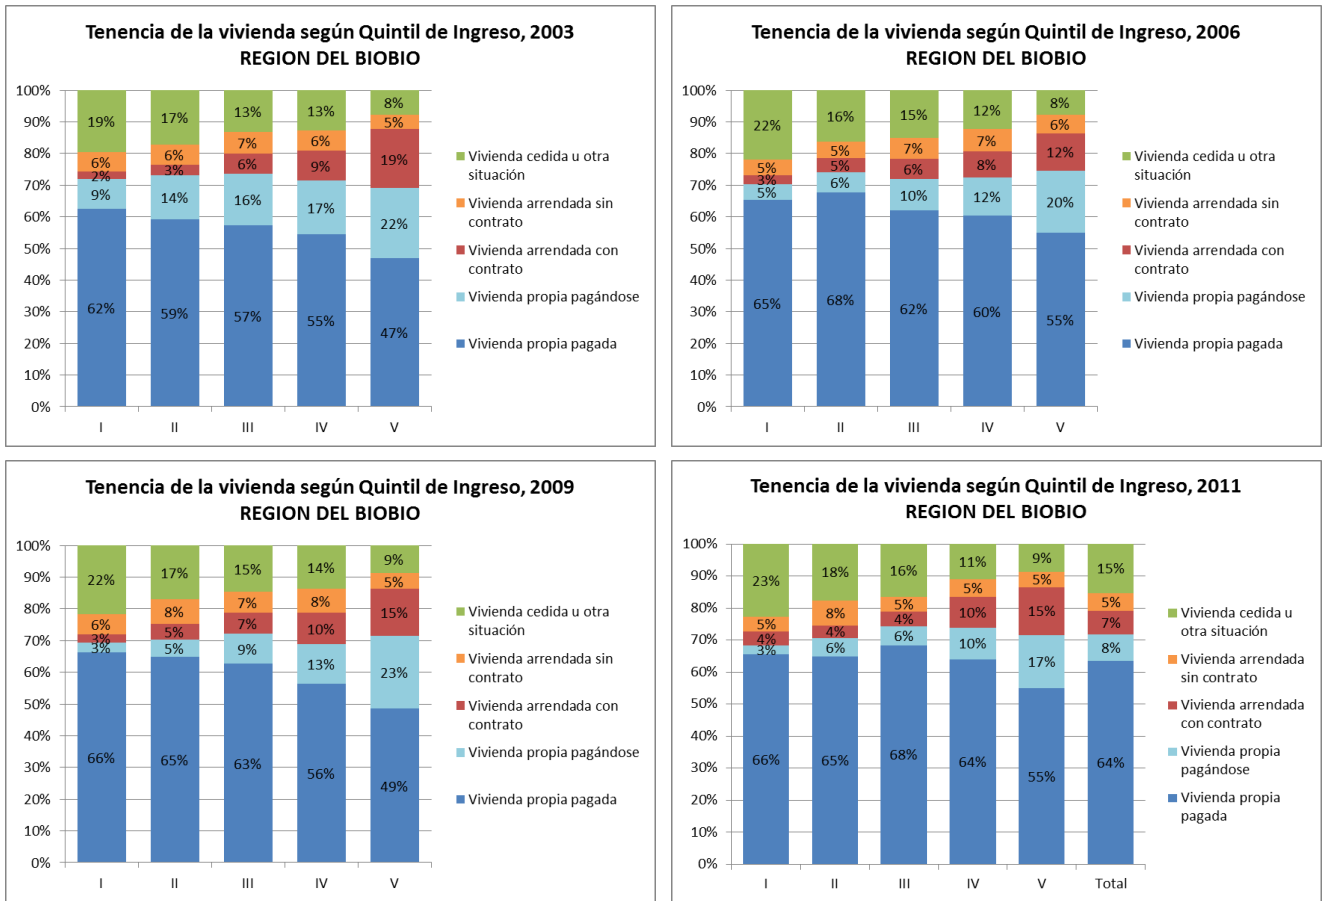 Tenencia de la vivienda según Quintil de Ingreso, 2003
REGION DEL BIOBIO
100%
90%
80%
70%
60%
50%
40%
30%
20%
10%
0%
19%
6%
2%
9%
62%
17%
6%
3%
14%
59%
13%
7%
6%
16%
57%
13%
6%
9%
17%
55%
8%
5%
19%
22%
47%
I
II
III
IV
V
Vivienda cedida u otra
situación
Vivienda arrendada sin
contrato
Vivienda arrendada con
contrato
Vivienda propia pagándose
Vivienda propia pagada
Tenencia de la vivienda según Quintil de Ingreso, 2006
REGION DEL BIOBIO
100%
90%
80%
70%
60%
50%
40%
30%
20%
10%
0%
22%
5%
3%
5%
65%
16%
5%
5%
6%
68%
15%
7%
6%
10%
62%
12%
7%
8%
12%
60%
8%
6%
12%
20%
55%
I
II
III
IV
V
Vivienda cedida u otra
situación
Vivienda arrendada sin
contrato
Vivienda arrendada con
contrato
Vivienda propia pagándose
Vivienda propia pagada
Tenencia de la vivienda según Quintil de Ingreso, 2009
REGION DEL BIOBIO
100%
90%
80%
70%
60%
50%
40%
30%
20%
10%
0%
22%
6%
3%
3%
66%
17%
8%
5%
5%
65%
15%
7%
7%
9%
63%
14%
8%
10%
13%
56%
9%
5%
15%
23%
49%
I
II
III
IV
V
Vivienda cedida u otra
situación
Vivienda arrendada sin
contrato
Vivienda arrendada con
contrato
Vivienda propia pagándose
Vivienda propia pagada
Tenencia de la vivienda según Quintil de Ingreso, 2011
REGION DEL BIOBIO
100%
90%
80%
70%
60%
50%
40%
30%
20%
10%
0%
23%
5%
4%
3%
66%
18%
8%
4%
6%
65%
16%
5%
4%
6%
68%
11%
5%
10%
10%
64%
9%
5%
15%
17%
55%
15%
5%
7%
8%
64%
I
II
III
IV
V
Total
Vivienda cedida u
otra situación
Vivienda arrendada
sin contrato
Vivienda arrendada
con contrato
Vivienda propia
pagándose
Vivienda propia
pagada